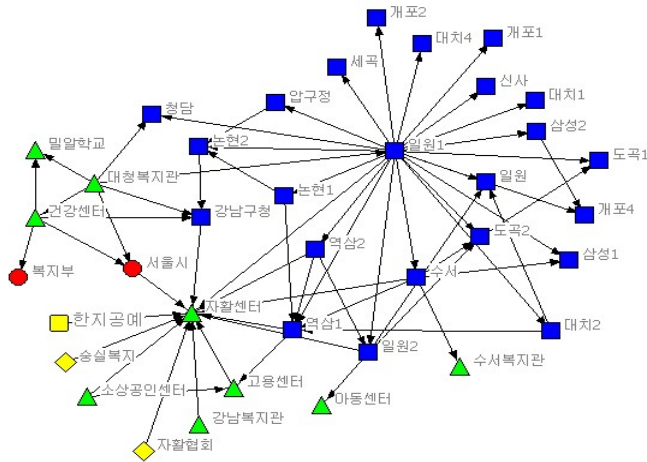 개포2
대치4
개포1
세곡
신사
대치1
압구정
청담
삼성2
논현2
일원1
밀알학교
도곡1
대청복지관
일원
논현1
개포4
건강센터
강남구청
도곡2
역삼2
삼성1
서울시
복지부
수서
자활센터
한지공예
역삼1
대치2
일원2
숭실복지
수서복지관
고용센터
소상공인센터
아동센터
강남복지관
자활협회